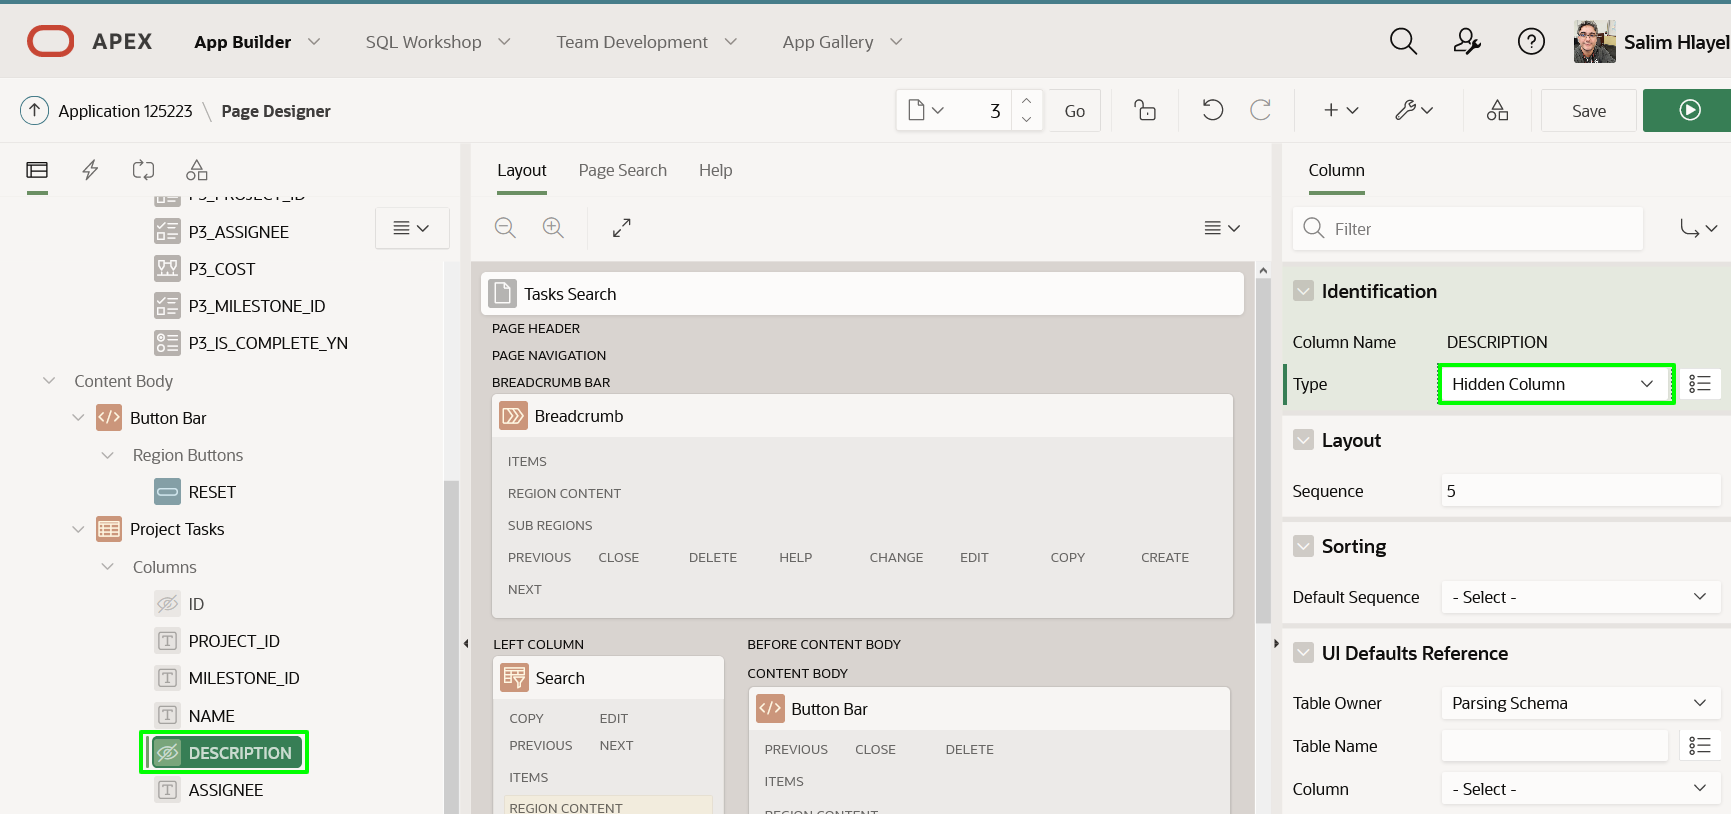 APEX App Builder SQL Workshop Team Development App Gallery Salim Hlayel
Application 125223 \ Page Designer 3 Go Save
Layout Page Search Help
Column
P3_PROJECT_ID
P3_ASSIGNEE
P3_COST
P3_MILESTONE_ID
P3_IS_COMPLETE_YN
Content Body
Button Bar
Region Buttons
RESET
Project Tasks
Columns
ID
PROJECT_ID
MILESTONE_ID
NAME
DESCRIPTION
ASSIGNEE
Tasks Search
PAGE HEADER
PAGE NAVIGATION
BREADCRUMB BAR
Breadcrumb
ITEMS
REGION CONTENT
SUB REGIONS
PREVIOUS CLOSE DELETE HELP CHANGE EDIT COPY CREATE
NEXT
LEFT COLUMN
Search
COPY EDIT
PREVIOUS NEXT
ITEMS
REGION CONTENT
BEFORE CONTENT BODY
CONTENT BODY
Button Bar
PREVIOUS CLOSE DELETE
ITEMS
REGION CONTENT
Filter
Identification
Column Name DESCRIPTION
Type Hidden Column
Layout
Sequence 5
Sorting
Default Sequence - Select -
UI Defaults Reference
Table Owner Parsing Schema
Table Name
Column - Select -